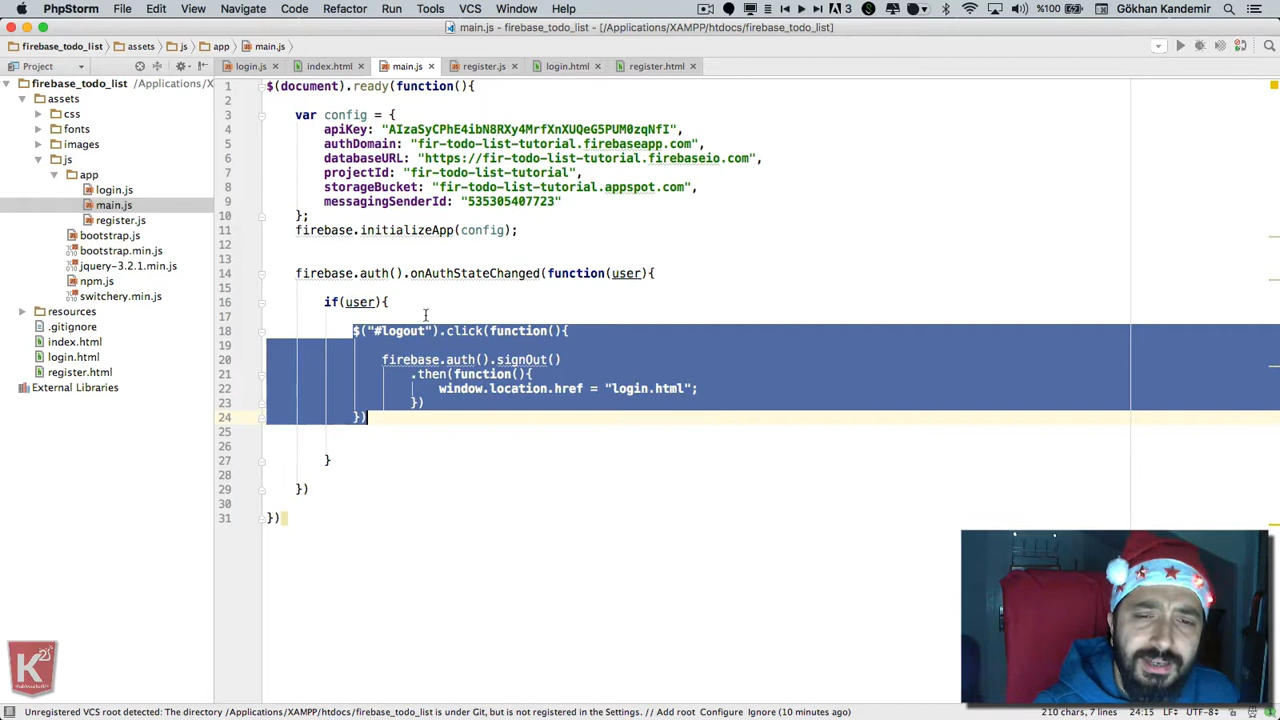 PhpStorm File Edit View Navigate Code Refactor Run Tools VCS Window Help 3 %100 Gökhan Kandemir
main.js - firebase_todo_list - [/Applications/XAMPP/htdocs/firebase_todo_list]
firebase_todo_list assets js app main.js
Project login.js index.html main.js register.js login.html register.html
firebase_todo_list /Applications/X
assets
css
fonts
images
js
app
login.js
main.js
register.js
bootstrap.js
bootstrap.min.js
jquery-3.2.1.min.js
npm.js
switchery.min.js
resources
.gitignore
index.html
login.html
register.html
External Libraries
1 $(document).ready(function(){
2
3 var config = {
4 apiKey: "AIzaSyCPhE4ibN8RXy4MrfXnXUQeG5PUM0zqNfI",
5 authDomain: "fir-todo-list-tutorial.firebaseapp.com",
6 databaseURL: "https://fir-todo-list-tutorial.firebaseio.com",
7 projectId: "fir-todo-list-tutorial",
8 storageBucket: "fir-todo-list-tutorial.appspot.com",
9 messagingSenderId: "535305407723"
10 };
11 firebase.initializeApp(config);
12
13
14 firebase.auth().onAuthStateChanged(function(user){
15
16 if(user){
17
18 $("#logout").click(function(){
19
20 firebase.auth().signOut()
21 .then(function(){
22 window.location.href = "login.html";
23 })
24 })
25
26
27 }
28
29 })
30
31 })
K
Unregistered VCS root detected: The directory /Applications/XAMPP/htdocs/firebase_todo_list is under Git, but is not registered in the Settings. // Add root Configure Ignore (10 minutes ago) 210 chars, 7 lines 24:15 LF÷ UTF-8÷